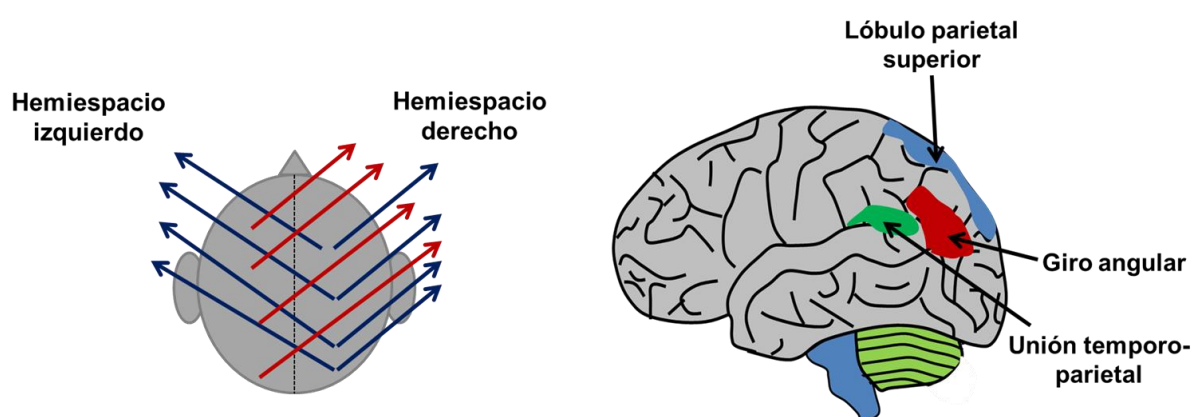 Hemiespacio
izquierdo
Hemiespacio
derecho
Lóbulo parietal
superior
Giro angular
Unión temporo-
parietal